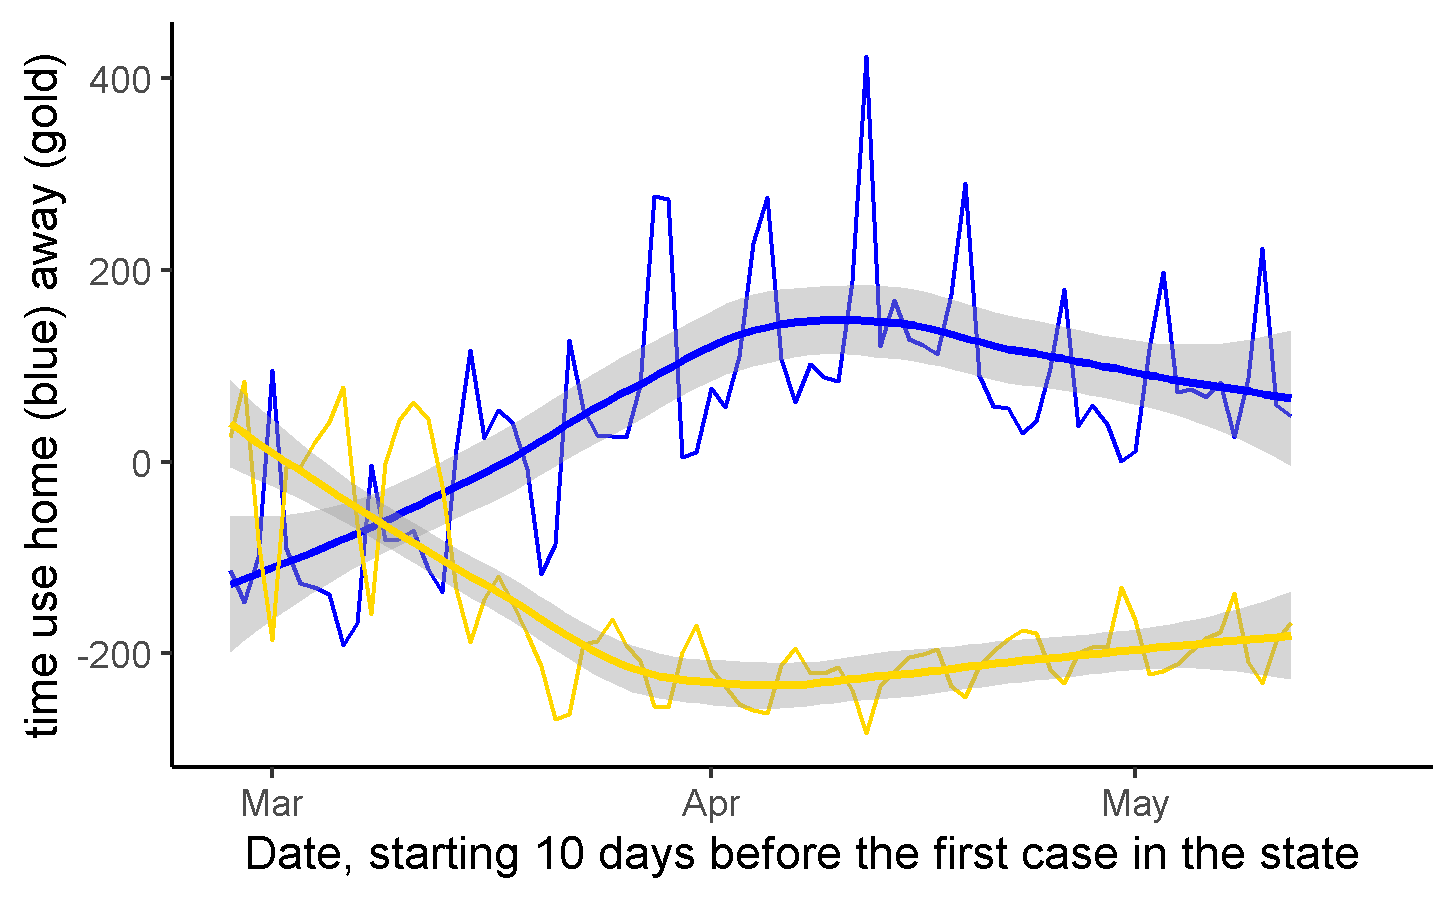 time use home (blue) away (gold)
400
200
0
-200
Mar
Apr
May
Date, starting 10 days before the first case in the state